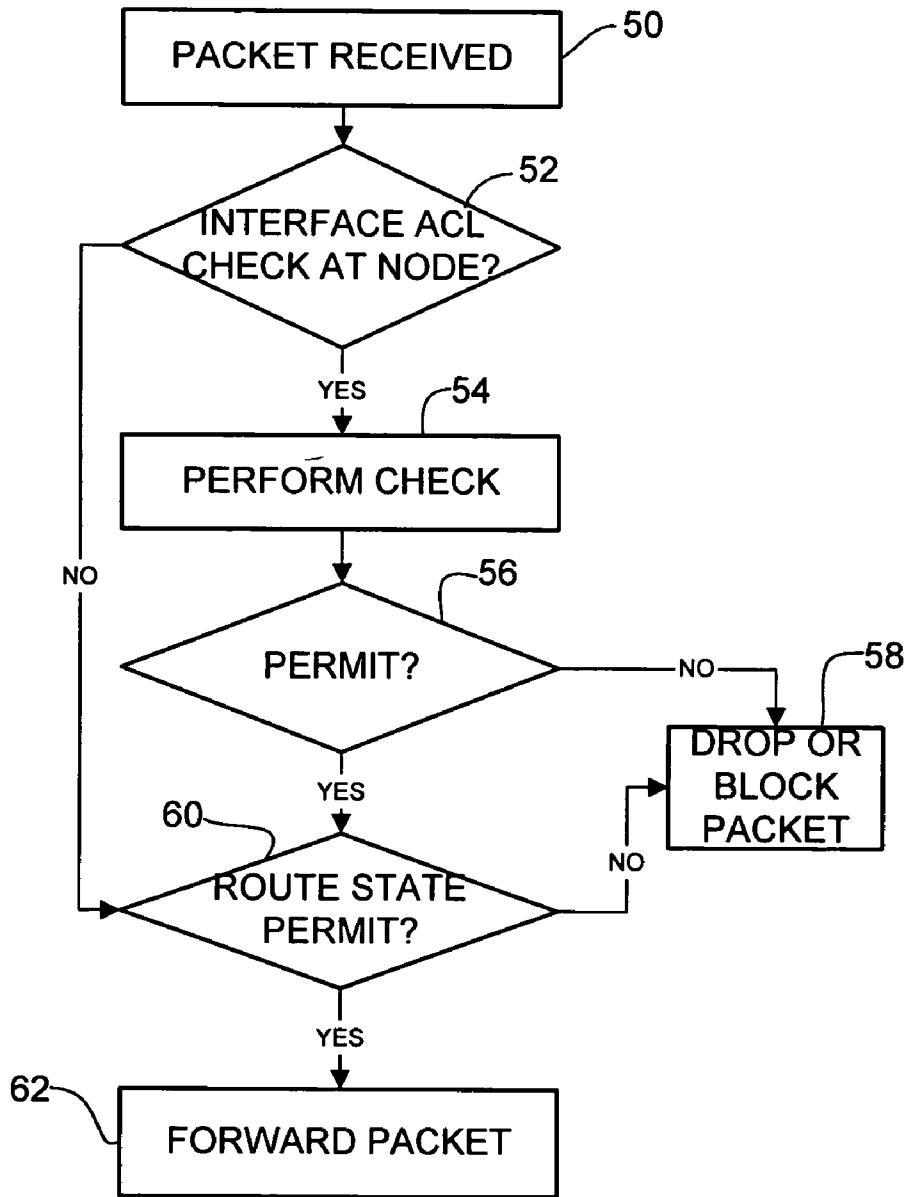 PACKET RECEIVED
50
52
INTERFACE ACL
CHECK AT NODE?
YES
54
PERFORM CHECK
NO
56
PERMIT?
NO
58
DROP OR
BLOCK
PACKET
YES
60
ROUTE STATE
PERMIT?
NO
YES
62
FORWARD PACKET